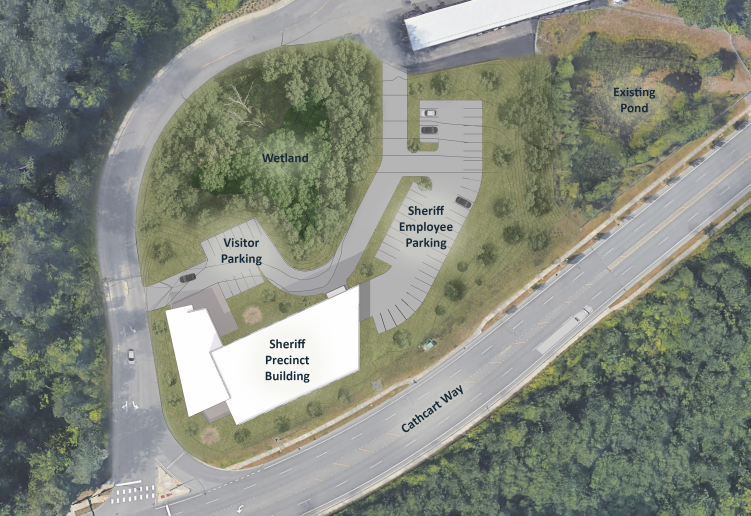 Existing
Pond
Wetland
Sheriff
Employee
Parking
Visitor
Parking
Sheriff
Precinct
Building
Cathcart Way